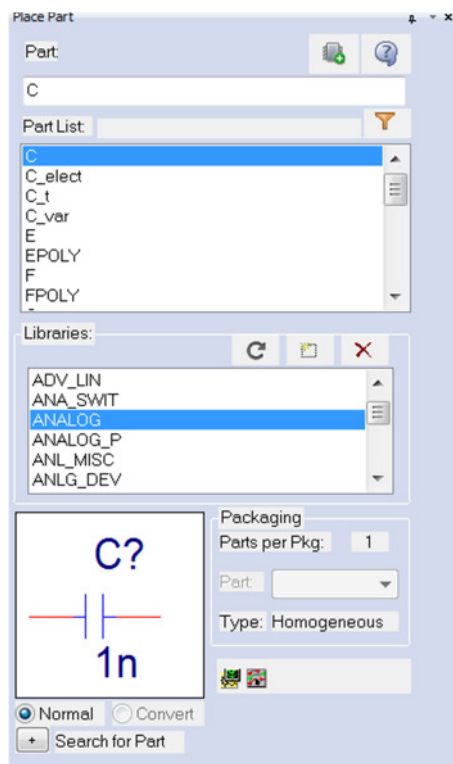 Place Part
Part:
C
Part List:
C
C_elect
C_t
C_var
E
EPOLY
F
FPOLY
Libraries:
ADV_LIN
ANA_SWIT
ANALOG
ANALOG_P
ANL_MISC
ANLG_DEV
C?
1n
Packaging
Parts per Pkg: 1
Part:
Type: Homogeneous
Normal Convert
+ Search for Part